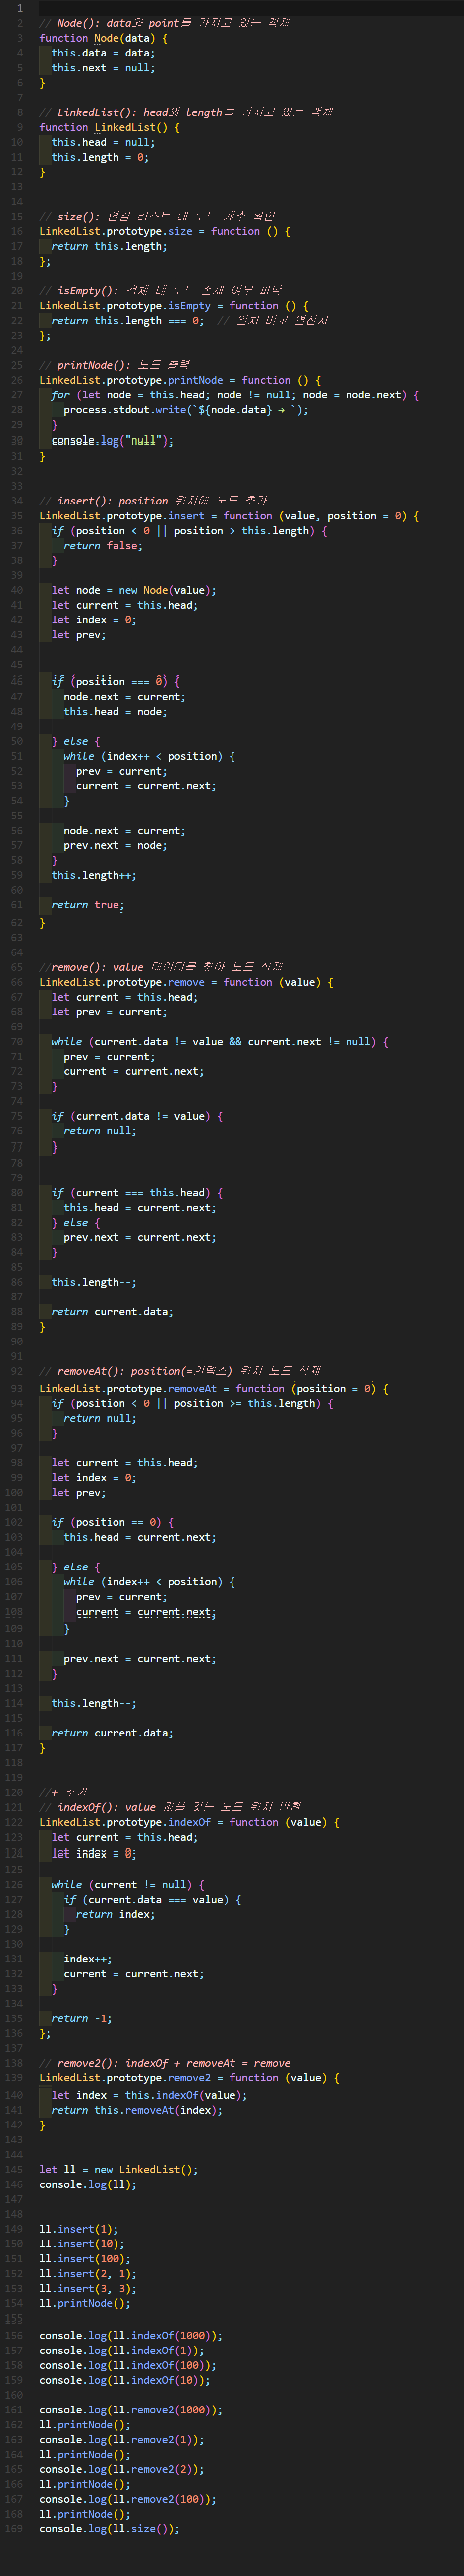 1
2 // Node(): data와 point를 가지고 있는 객체
3 function Node(data) {
4 this.data = data;
5 this.next = null;
6 }
7
8 // LinkedList(): head와 length를 가지고 있는 객체
9 function LinkedList() {
10 this.head = null;
11 this.length = 0;
12 }
13
14
15 // size(): 연결 리스트 내 노드 개수 확인
16 LinkedList.prototype.size = function () {
17 return this.length;
18 };
19
20 // isEmpty(): 객체 내 노드 존재 여부 파악
21 LinkedList.prototype.isEmpty = function () {
22 return this.length === 0; // 일치 비교 연산자
23 };
24
25 // printNode(): 노드 출력
26 LinkedList.prototype.printNode = function () {
27 for (let node = this.head; node != null; node = node.next) {
28 process.stdout.write(`${node.data} → `);
29 }
30 console.log("null");
31 }
32
33
34 // insert(): position 위치에 노드 추가
35 LinkedList.prototype.insert = function (value, position = 0) {
36 if (position < 0 || position > this.length) {
37 return false;
38 }
39
40 let node = new Node(value);
41 let current = this.head;
42 let index = 0;
43 let prev;
44
45
46 if (position === 0) {
47 node.next = current;
48 this.head = node;
49
50 } else {
51 while (index++ < position) {
52 prev = current;
53 current = current.next;
54 }
55
56 node.next = current;
57 prev.next = node;
58 }
59 this.length++;
60
61 return true;
62 }
63
64
65 //remove(): value 데이터를 찾아 노드 삭제
66 LinkedList.prototype.remove = function (value) {
67 let current = this.head;
68 let prev = current;
69
70 while (current.data != value && current.next != null) {
71 prev = current;
72 current = current.next;
73 }
74
75 if (current.data != value) {
76 return null;
77 }
78
79
80 if (current === this.head) {
81 this.head = current.next;
82 } else {
83 prev.next = current.next;
84 }
85
86 this.length--;
87
88 return current.data;
89 }
90
91
92 // removeAt(): position(=인덱스) 위치 노드 삭제
93 LinkedList.prototype.removeAt = function (position = 0) {
94 if (position < 0 || position >= this.length) {
95 return null;
96 }
97
98 let current = this.head;
99 let index = 0;
100 let prev;
101
102 if (position == 0) {
103 this.head = current.next;
104
105 } else {
106 while (index++ < position) {
107 prev = current;
108 current = current.next;
109 }
110
111 prev.next = current.next;
112 }
113
114 this.length--;
115
116 return current.data;
117 }
118
119
120 //+ 추가
121 // indexOf(): value 값을 갖는 노드 위치 반환
122 LinkedList.prototype.indexOf = function (value) {
123 let current = this.head;
124 let index = 0;
125
126 while (current != null) {
127 if (current.data === value) {
128 return index;
129 }
130
131 index++;
132 current = current.next;
133 }
134
135 return -1;
136 };
137
138 // remove2(): indexOf + removeAt = remove
139 LinkedList.prototype.remove2 = function (value) {
140 let index = this.indexOf(value);
141 return this.removeAt(index);
142 }
143
144
145 let ll = new LinkedList();
146 console.log(ll);
147
148
149 ll.insert(1);
150 ll.insert(10);
151 ll.insert(100);
152 ll.insert(2, 1);
153 ll.insert(3, 3);
154 ll.printNode();
155
156 console.log(ll.indexOf(1000));
157 console.log(ll.indexOf(1));
158 console.log(ll.indexOf(100));
159 console.log(ll.indexOf(10));
160
161 console.log(ll.remove2(1000));
162 ll.printNode();
163 console.log(ll.remove2(1));
164 ll.printNode();
165 console.log(ll.remove2(2));
166 ll.printNode();
167 console.log(ll.remove2(100));
168 ll.printNode();
169 console.log(ll.size());